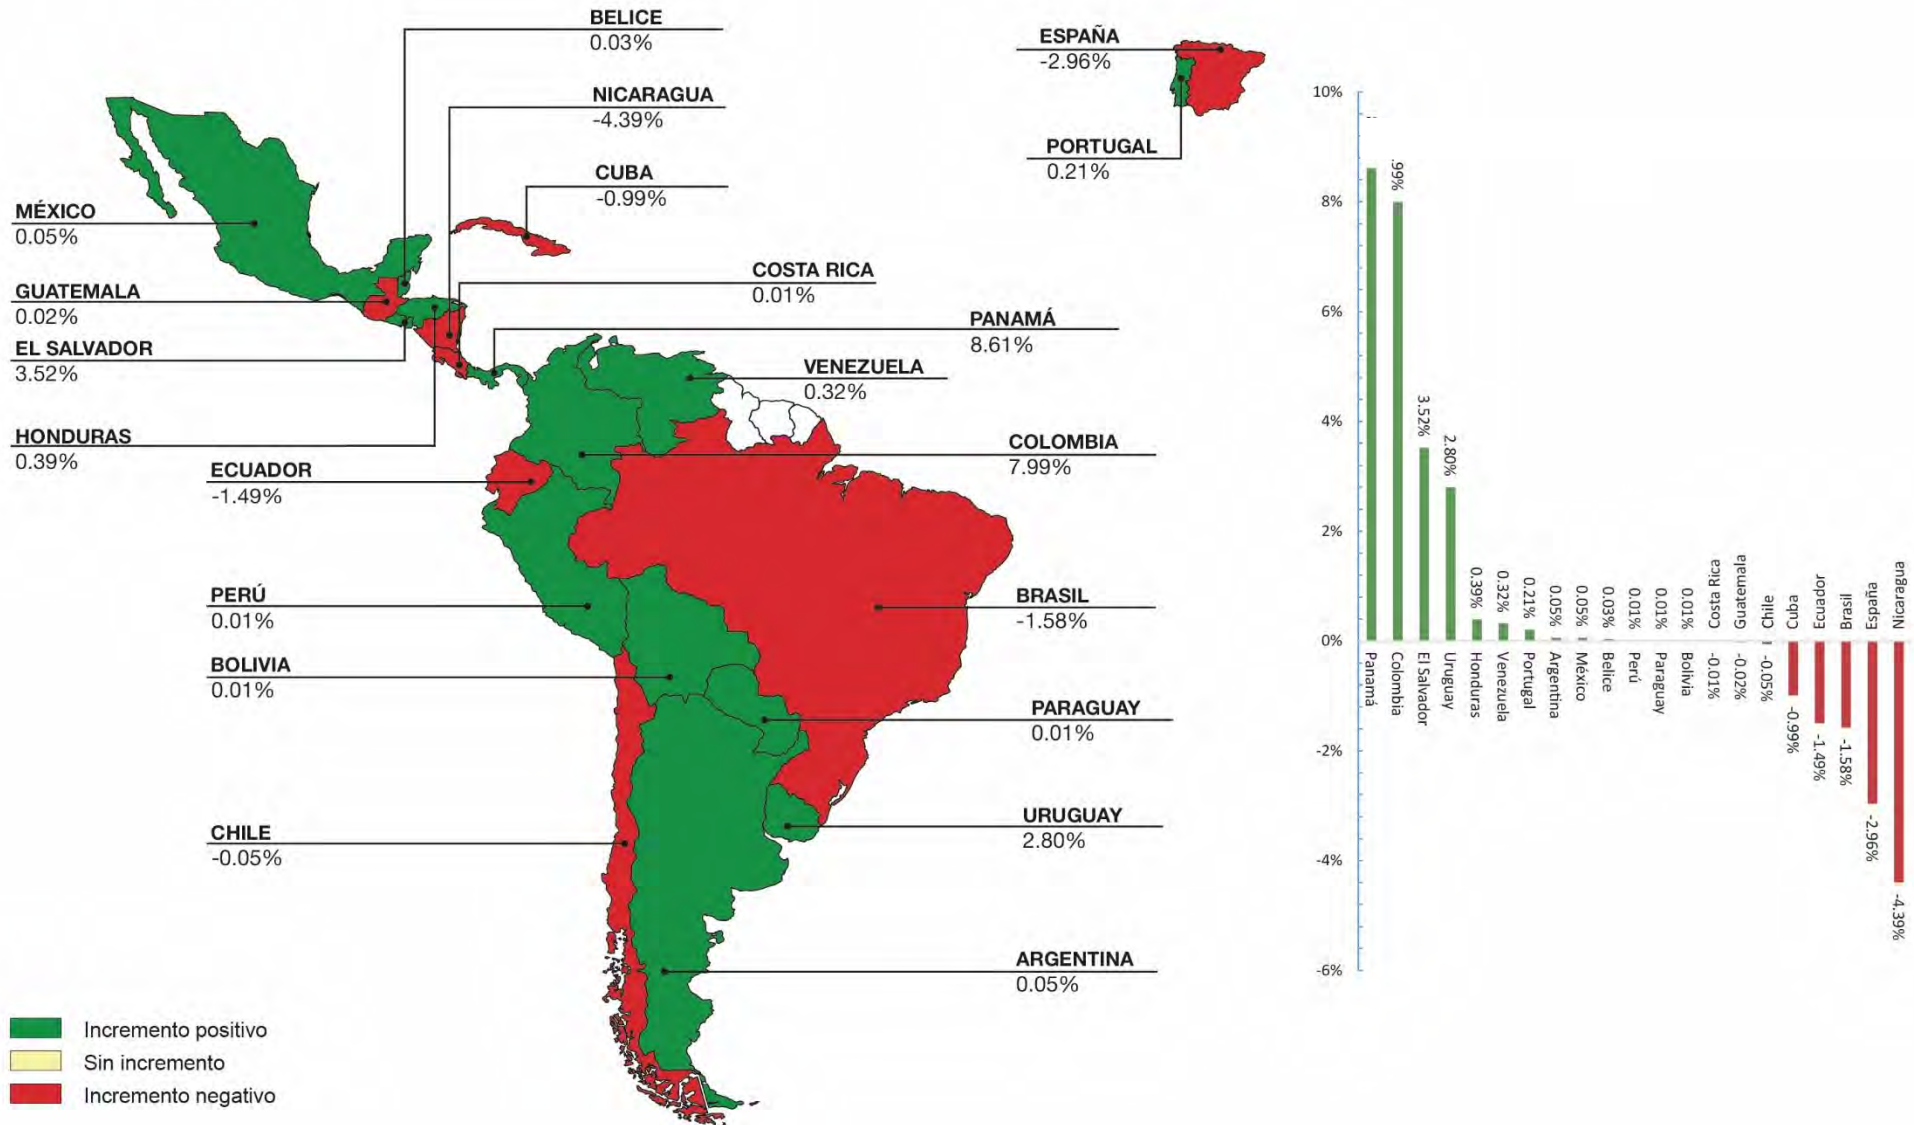 BELICE
0.03%
NICARAGUA
-4.39%
CUBA
-0.99%
MÉXICO
0.05%
GUATEMALA
0.02%
EL SALVADOR
3.52%
HONDURAS
0.39%
COSTA RICA
0.01%
PANAMÁ
8.61%
VENEZUELA
0.32%
COLOMBIA
7.99%
ECUADOR
-1.49%
PERÚ
0.01%
BRASIL
-1.58%
BOLIVIA
0.01%
PARAGUAY
0.01%
CHILE
-0.05%
URUGUAY
2.80%
ARGENTINA
0.05%
ESPAÑA
-2.96%
PORTUGAL
0.21%
Incremento positivo
Sin incremento
Incremento negativo
10%
8%
6%
4%
2%
0%
-2%
-4%
-6%
Panamá
.99%
Colombia
3.52%
El Salvador
2.80%
Uruguay
0.39%
Honduras
0.32%
Venezuela
0.21%
Portugal
0.05%
Argentina
0.05%
México
0.03%
Belice
0.01%
Perú
0.01%
Paraguay
0.01%
Bolivia
Costa Rica
-0.01%
Guatemala
-0.02%
Chile
-0.05%
Cuba
-0.99%
Ecuador
-1.49%
Brasil
-1.58%
España
-2.96%
Nicaragua
-4.39%